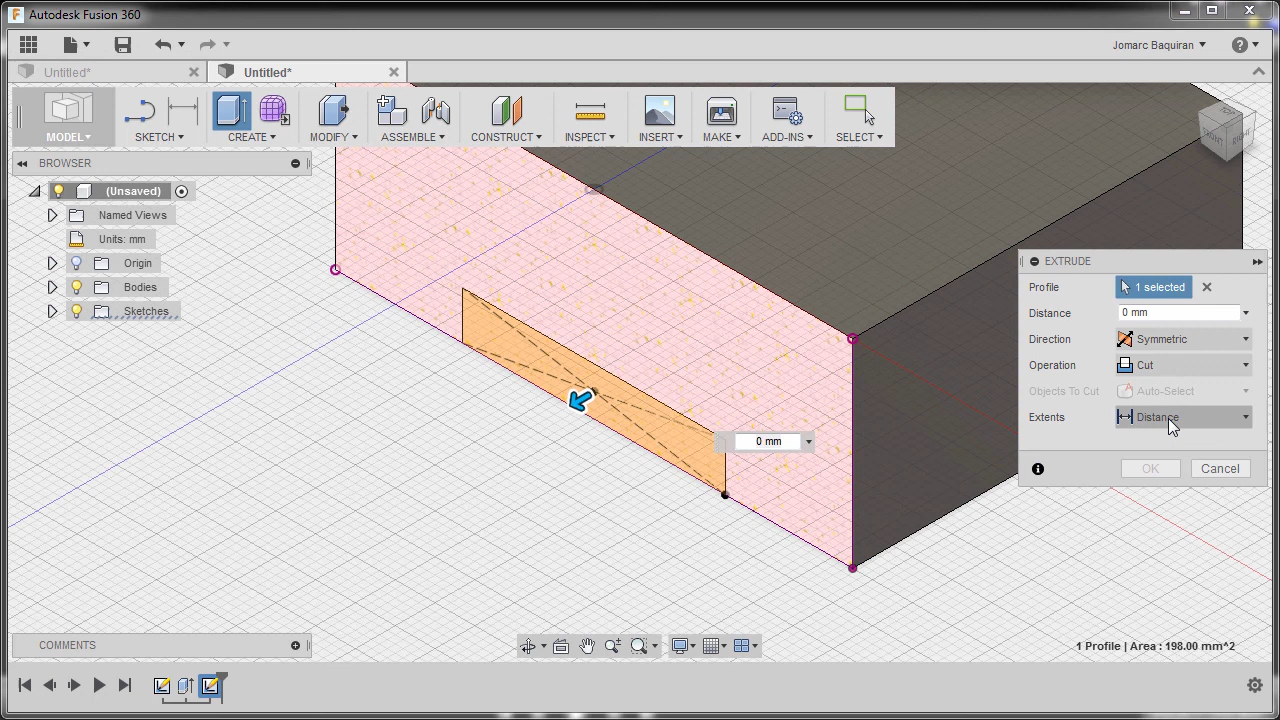 Autodesk Fusion 360
Jomarc Baquiran
Untitled*
Untitled*
MODEL
SKETCH
CREATE
MODIFY
ASSEMBLE
CONSTRUCT
INSPECT
INSERT
MAKE
ADD-INS
SELECT
BROWSER
(Unsaved)
Named Views
Units: mm
Origin
Bodies
Sketches
EXTRUDE
Profile 1 selected
Distance 0 mm
Direction Symmetric
Operation Cut
Objects To Cut Auto-Select
Extents Distance
OK Cancel
0 mm
COMMENTS
1 Profile | Area : 198.00 mm^2